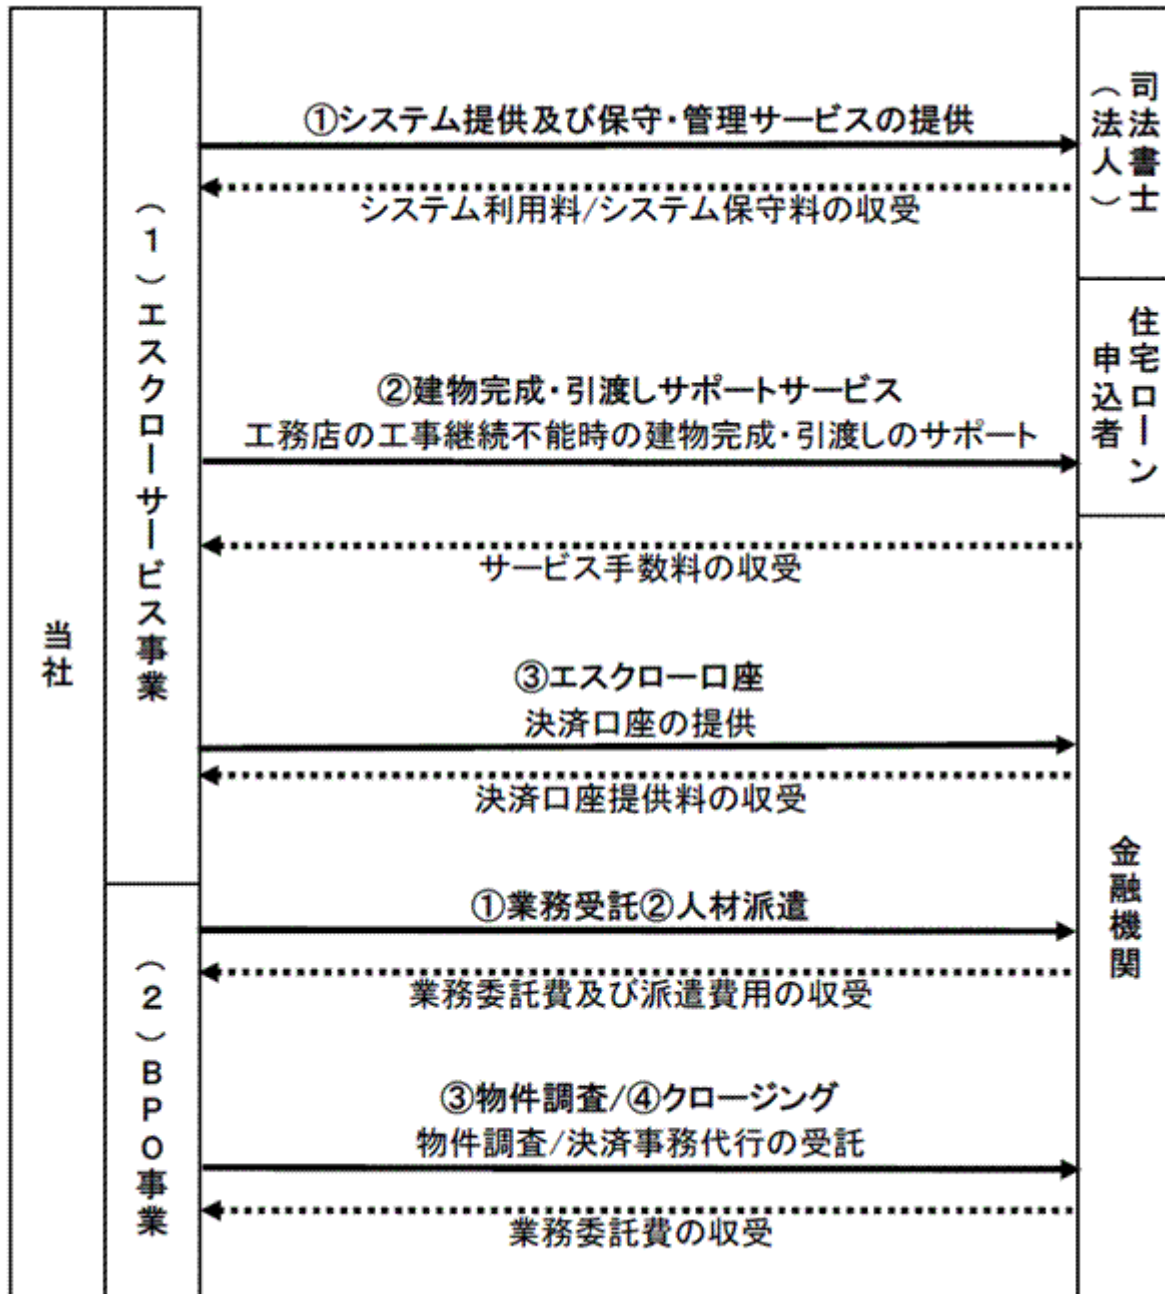 当社
（1）エスクローサービス事業
①システム提供及び保守・管理サービスの提供
システム利用料/システム保守料の収受
司法書士
（法人）
②建物完成・引渡しサポートサービス
工務店の工事継続不能時の建物完成・引渡しのサポート
住宅ローン
申込者
サービス手数料の収受
③エスクロー口座
決済口座の提供
決済口座提供料の収受
金融機関
（2）BPO事業
①業務受託②人材派遣
業務委託費及び派遣費用の収受
③物件調査/④クロージング
物件調査/決済事務代行の受託
業務委託費の収受